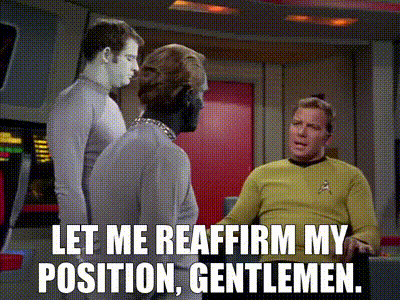 LET ME REAFFIRM MY
POSITION, GENTLEMEN.